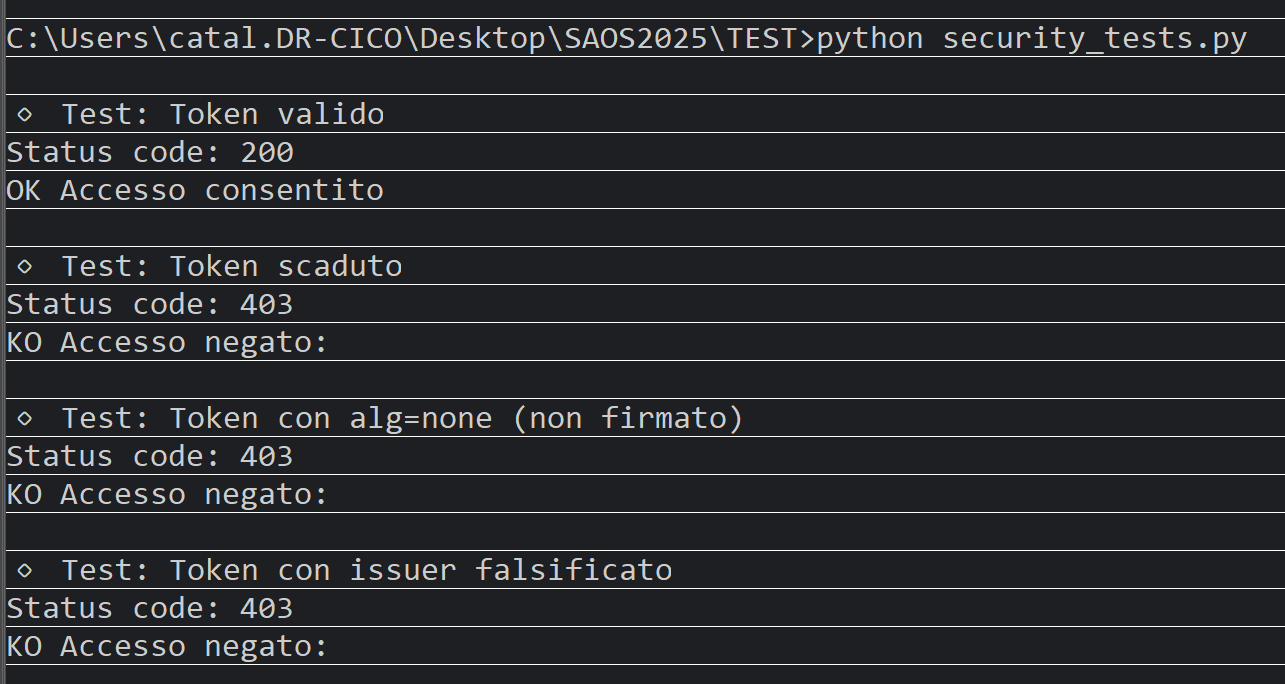 C:\Users\catal.DR-CICO\Desktop\SAOS2025\TEST>python security_tests.py
⋄ Test: Token valido
Status code: 200
OK Accesso consentito
⋄ Test: Token scaduto
Status code: 403
KO Accesso negato:
⋄ Test: Token con alg=none (non firmato)
Status code: 403
KO Accesso negato:
⋄ Test: Token con issuer falsificato
Status code: 403
KO Accesso negato: